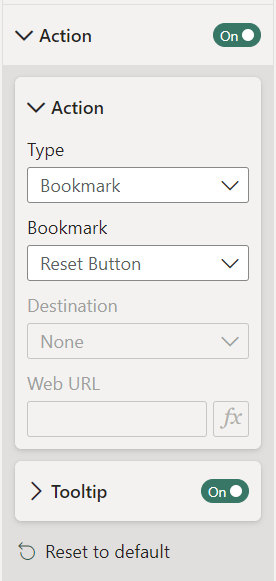 Action
On
Action
Type
Bookmark
Bookmark
Reset Button
Destination
None
Web URL
fx
Tooltip
On
Reset to default